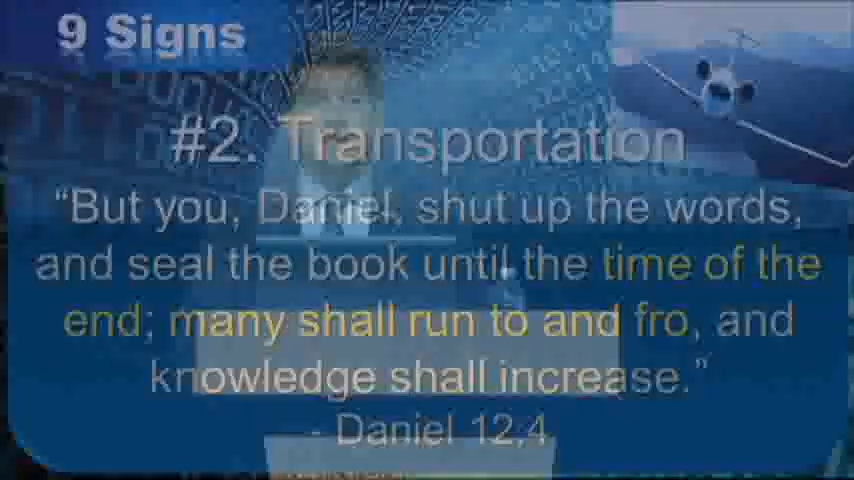 9 Signs
#2. Transportation
“But you, Daniel, shut up the words,
and seal the book until the time of the
end; many shall run to and fro, and
knowledge shall increase.”
- Daniel 12,4